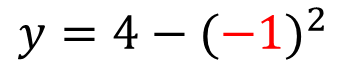 y = 4 − (−1)²